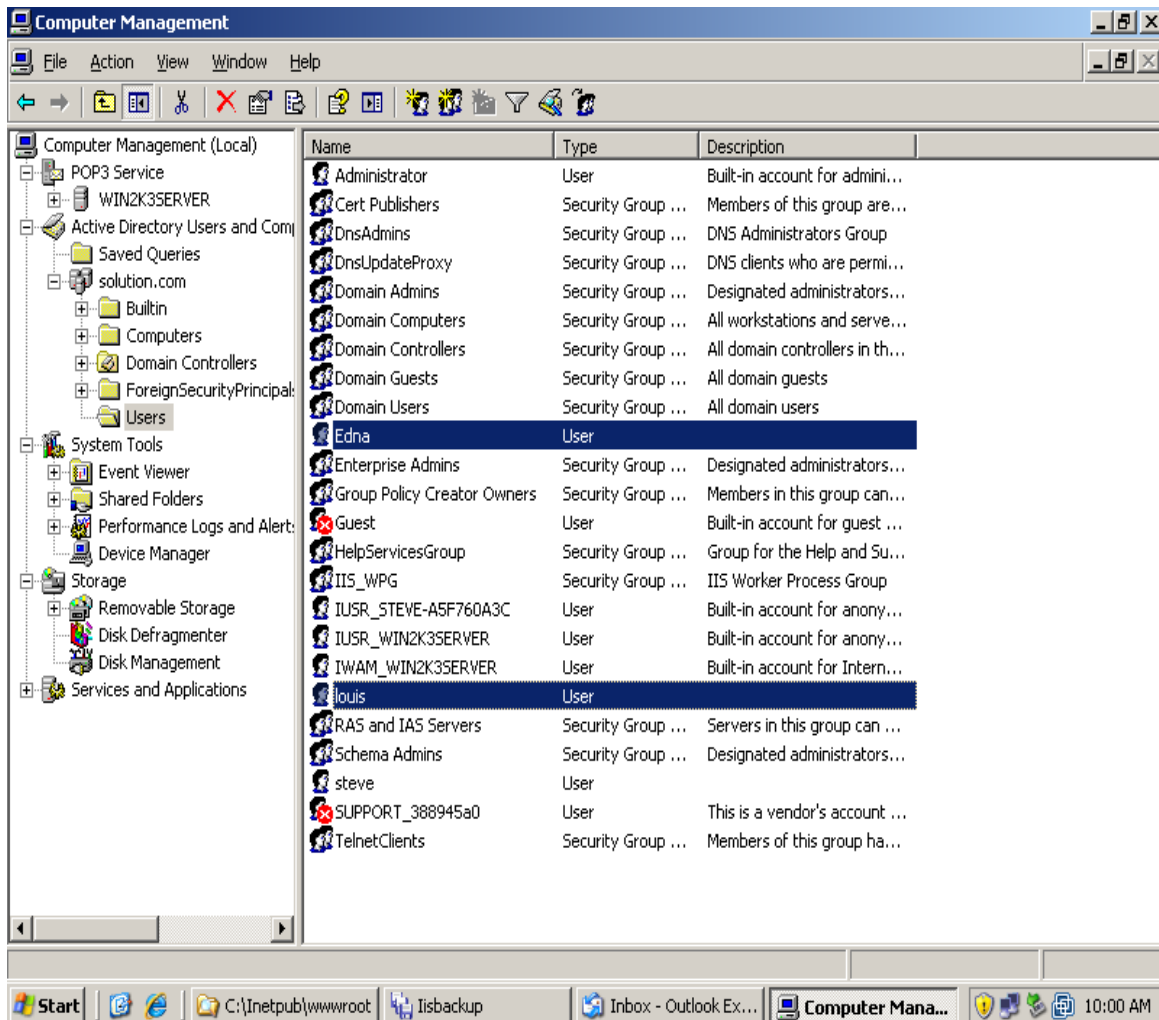 Computer Management
File Action View Window Help
Computer Management (Local)
POP3 Service
WIN2K3SERVER
Active Directory Users and Com
Saved Queries
solution.com
Builtin
Computers
Domain Controllers
ForeignSecurityPrincipal
Users
System Tools
Event Viewer
Shared Folders
Performance Logs and Alert
Device Manager
Storage
Removable Storage
Disk Defragmenter
Disk Management
Services and Applications
Name Type Description
Administrator User Built-in account for admini...
Cert Publishers Security Group ... Members of this group are...
DnsAdmins Security Group ... DNS Administrators Group
DnsUpdateProxy Security Group ... DNS clients who are permi...
Domain Admins Security Group ... Designated administrators...
Domain Computers Security Group ... All workstations and serve...
Domain Controllers Security Group ... All domain controllers in th...
Domain Guests Security Group ... All domain guests
Domain Users Security Group ... All domain users
Edna User
Enterprise Admins Security Group ... Designated administrators...
Group Policy Creator Owners Security Group ... Members in this group can...
Guest User Built-in account for guest ...
HelpServicesGroup Security Group ... Group for the Help and Su...
IIS_WPG Security Group ... IIS Worker Process Group
IUSR_STEVE-A5F760A3C User Built-in account for anony...
IUSR_WIN2K3SERVER User Built-in account for anony...
IWAM_WIN2K3SERVER User Built-in account for Intern...
louis User
RAS and IAS Servers Security Group ... Servers in this group can ...
Schema Admins Security Group ... Designated administrators...
steve User
SUPPORT_388945a0 User This is a vendor's account ...
TelnetClients Security Group ... Members of this group ha...
Start C:\Inetpub\wwwroot Iisbackup Inbox - Outlook Ex... Computer Mana... 10:00 AM